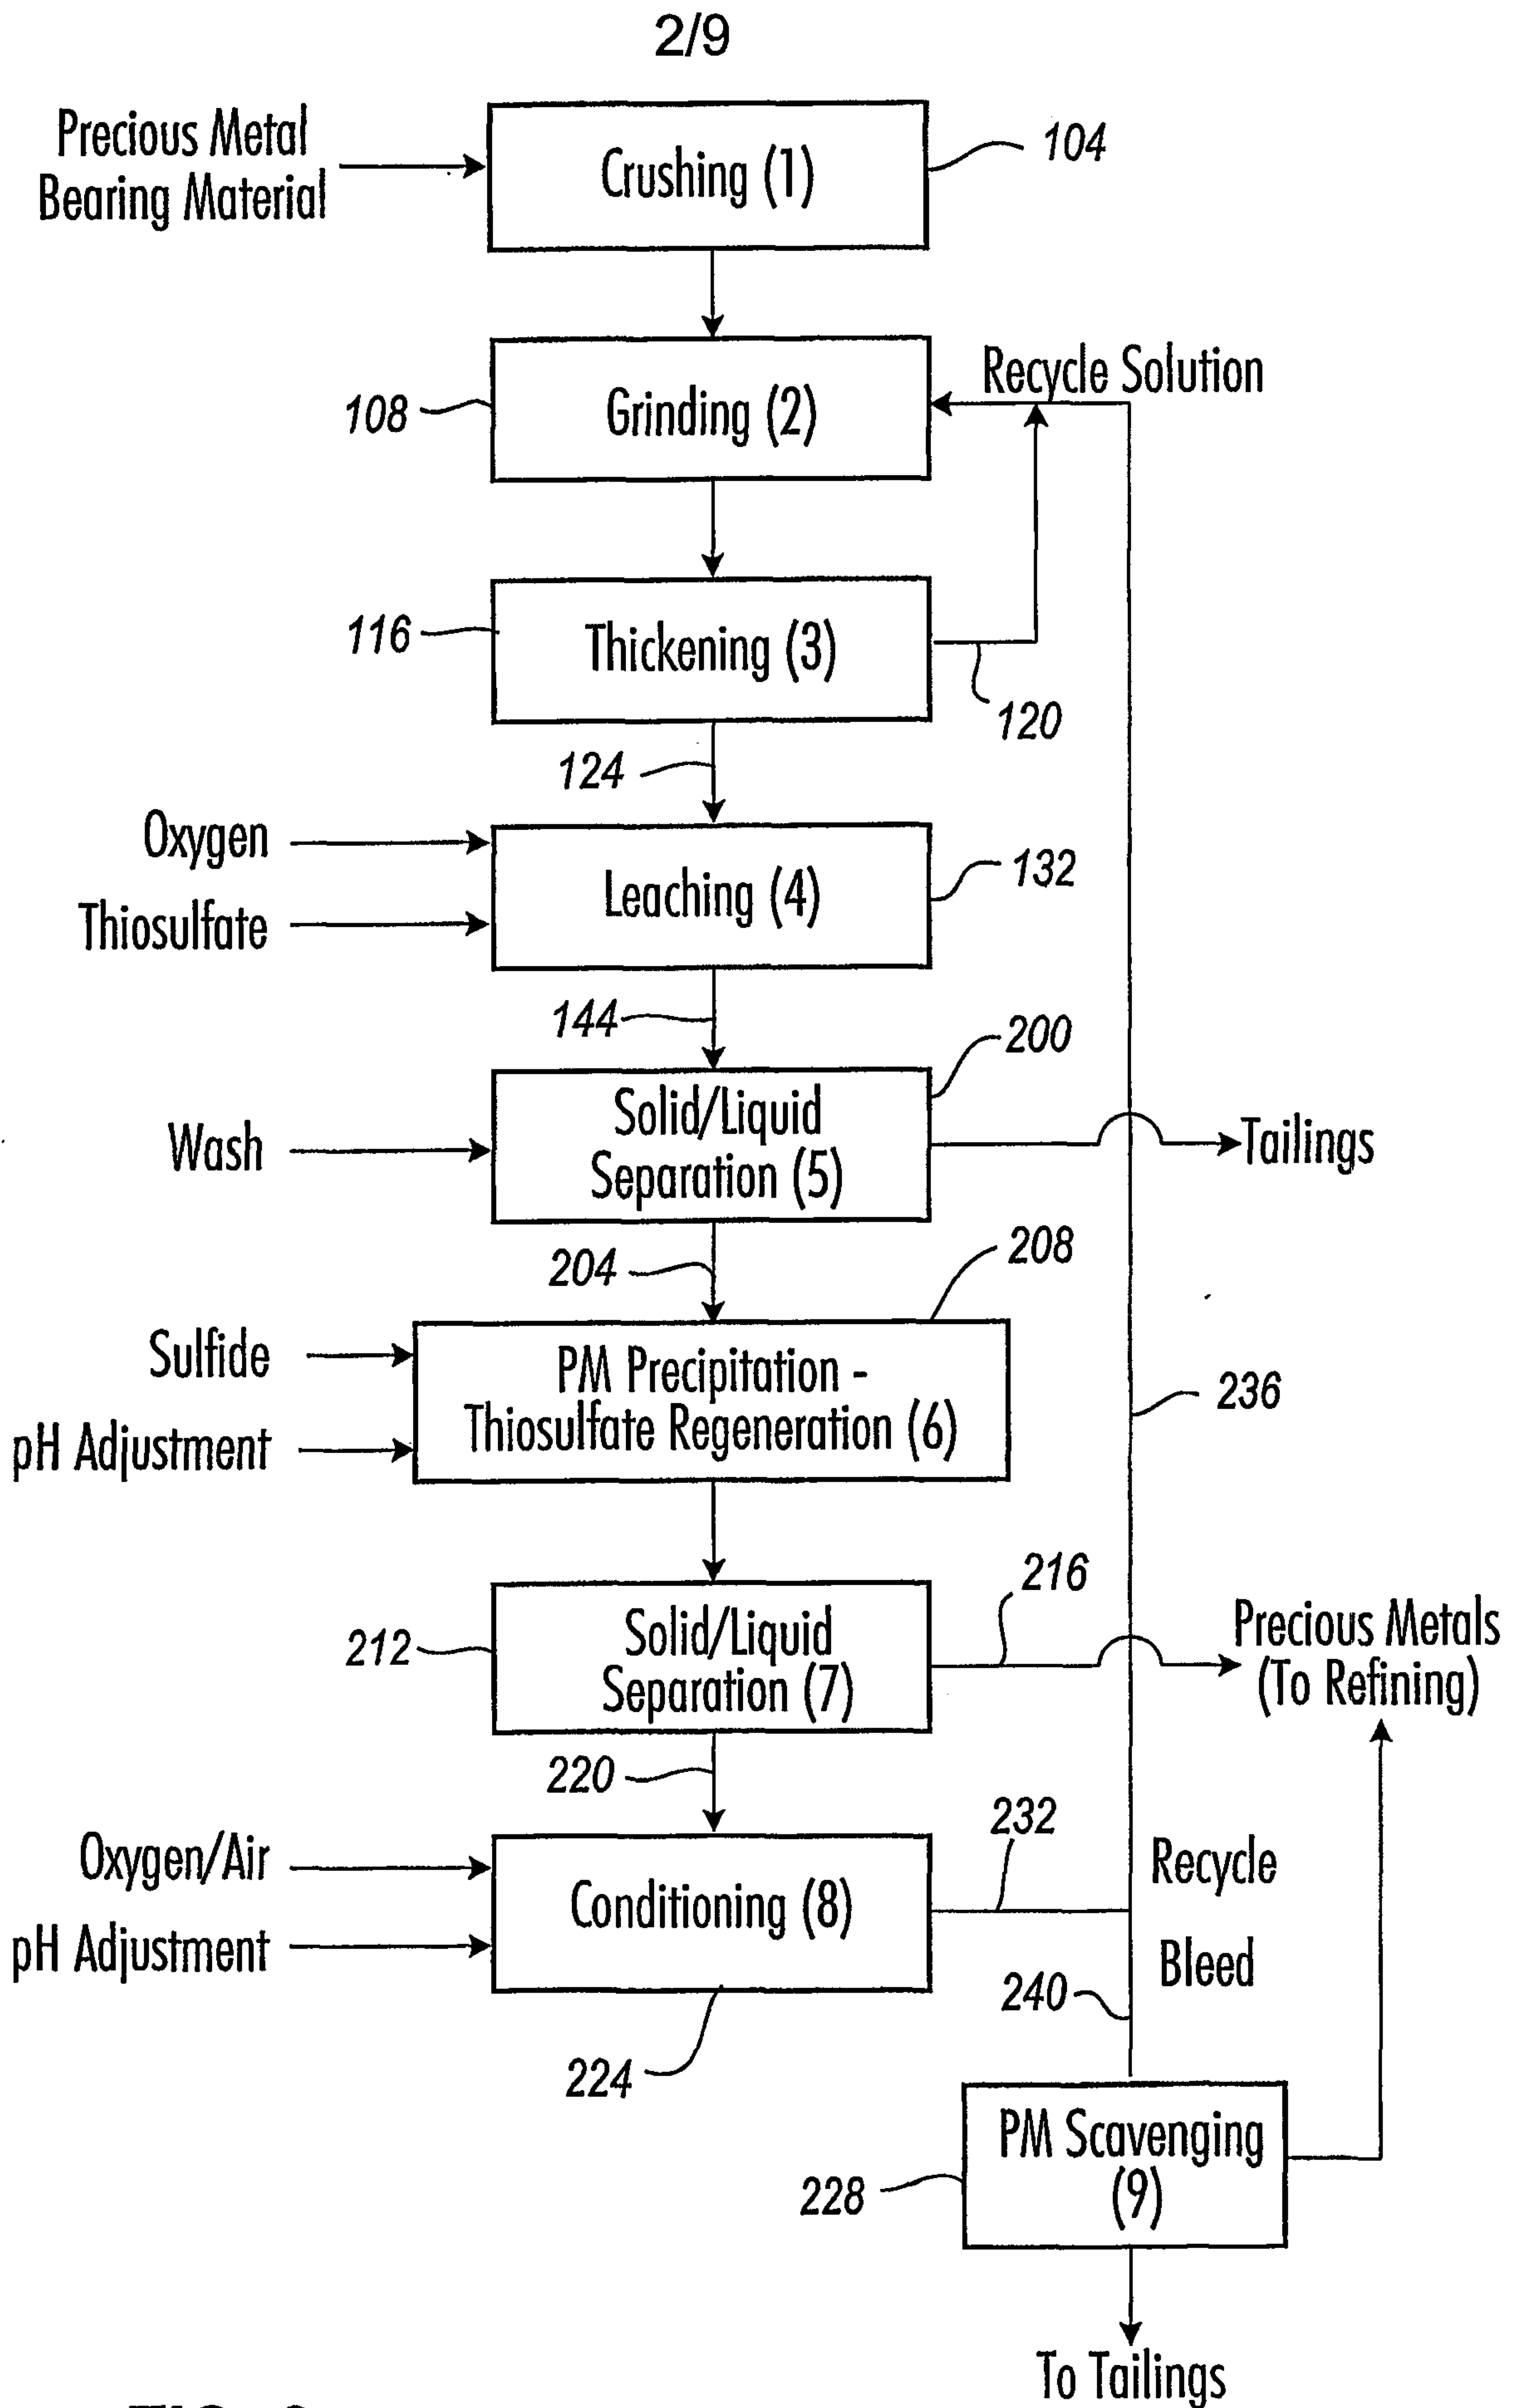 2/9
Precious Metal
Bearing Material
Crushing (1)
104
Recycle Solution
108
Grinding (2)
116
Thickening (3)
120
124
Oxygen
Thiosulfate
Leaching (4)
132
144
200
Wash
Solid/Liquid
Separation (5)
Tailings
204
208
Sulfide
pH Adjustment
PM Precipitation -
Thiosulfate Regeneration (6)
236
216
212
Solid/Liquid
Separation (7)
Precious Metals
(To Refining)
220
232
Oxygen/Air
pH Adjustment
Conditioning (8)
Recycle
Bleed
240
224
PM Scavenging
(9)
228
To Tailings